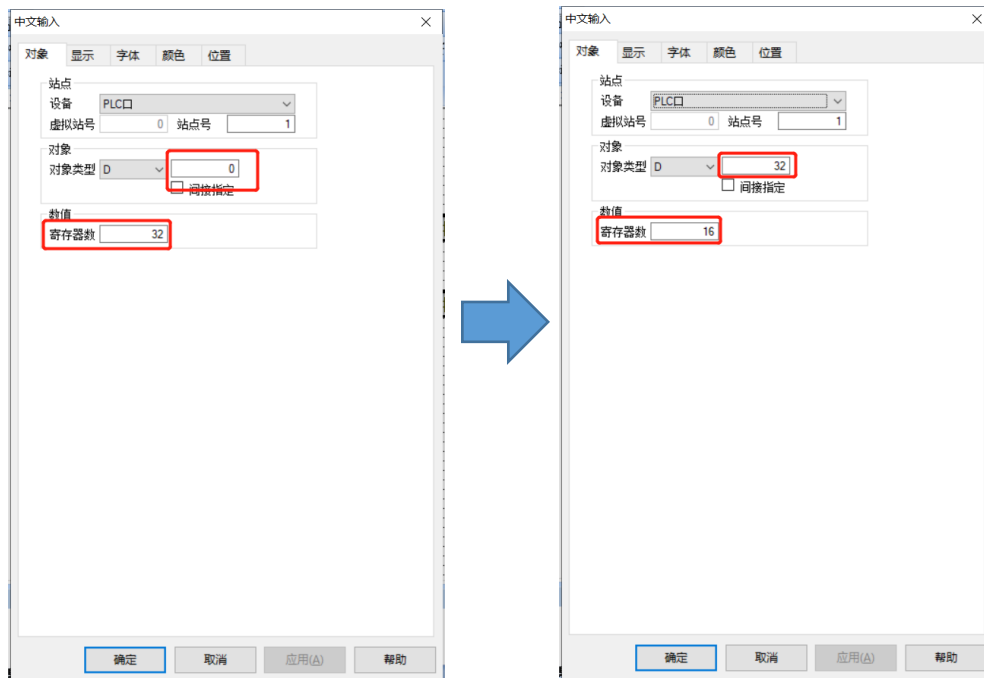 中文输入
对象 显示 字体 颜色 位置
站点
设备 PLC口
虚拟站号 0 站点号 1
对象
对象类型 D 0
间接指定
数值
寄存器数 32
确定 取消 应用(A) 帮助
中文输入
对象 显示 字体 颜色 位置
站点
设备 PLC口
虚拟站号 0 站点号 1
对象
对象类型 D 32
间接指定
数值
寄存器数 16
确定 取消 应用(A) 帮助